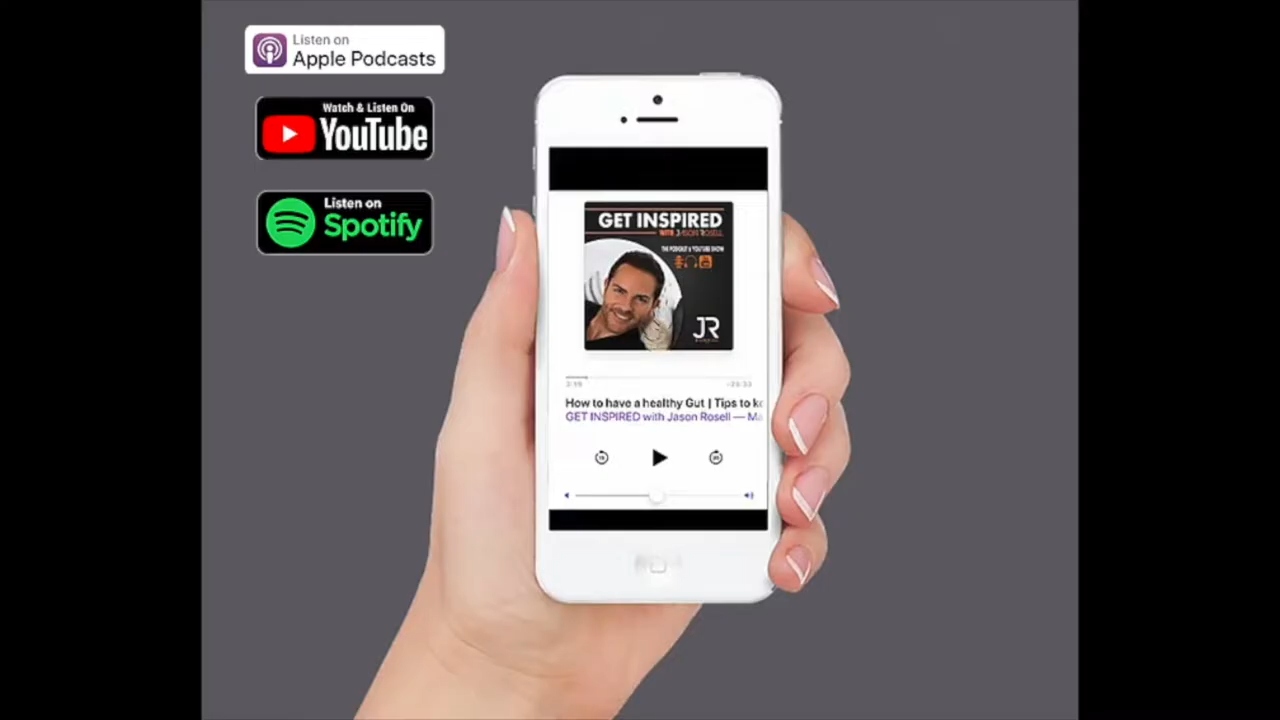 Listen on
Apple Podcasts
Watch & Listen On
YouTube
Listen on
Spotify
GET INSPIRED
WITH JASON ROSELL
THE PODCAST & YOUTUBE SHOW
JR
How to have a healthy Gut | Tips to k
GET INSPIRED with Jason Rosell — Ma